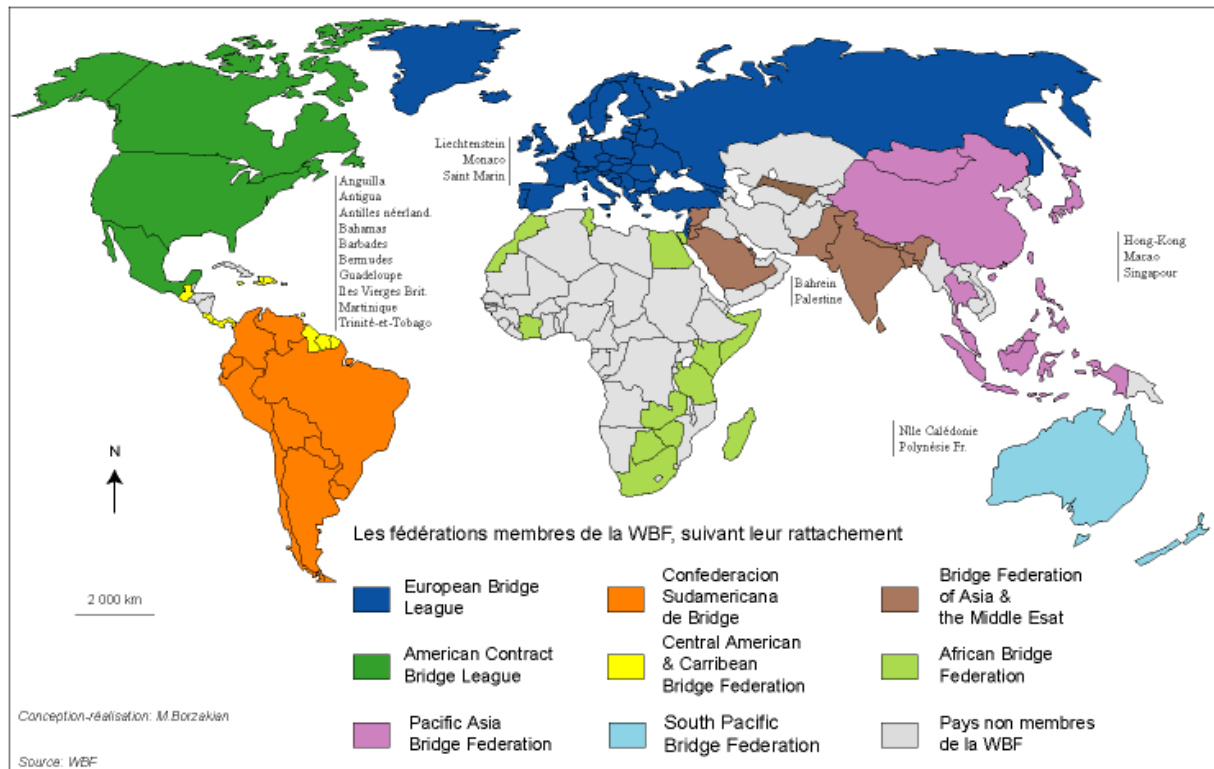 Liechtenstein
Monaco
Saint Marin
Anguilla
Antigua
Antilles néerland.
Bahamas
Barbades
Bermudes
Guadeloupe
Iles Vierges Brit.
Martinique
Trinité-et-Tobago
Bahrein
Palestine
Hong-Kong
Macao
Singapour
Nlle Calédonie
Polynésie Fr.
N
2 000 km
Les fédérations membres de la WBF, suivant leur rattachement
European Bridge
League
Confederacion
Sudamericana
de Bridge
Bridge Federation
of Asia &
the Middle Esat
American Contract
Bridge League
Central American
& Carribean
Bridge Federation
African Bridge
Federation
Pacific Asia
Bridge Federation
South Pacific
Bridge Federation
Pays non membres
de la WBF
Conception-réalisation: M.Borzakian
Source: WBF